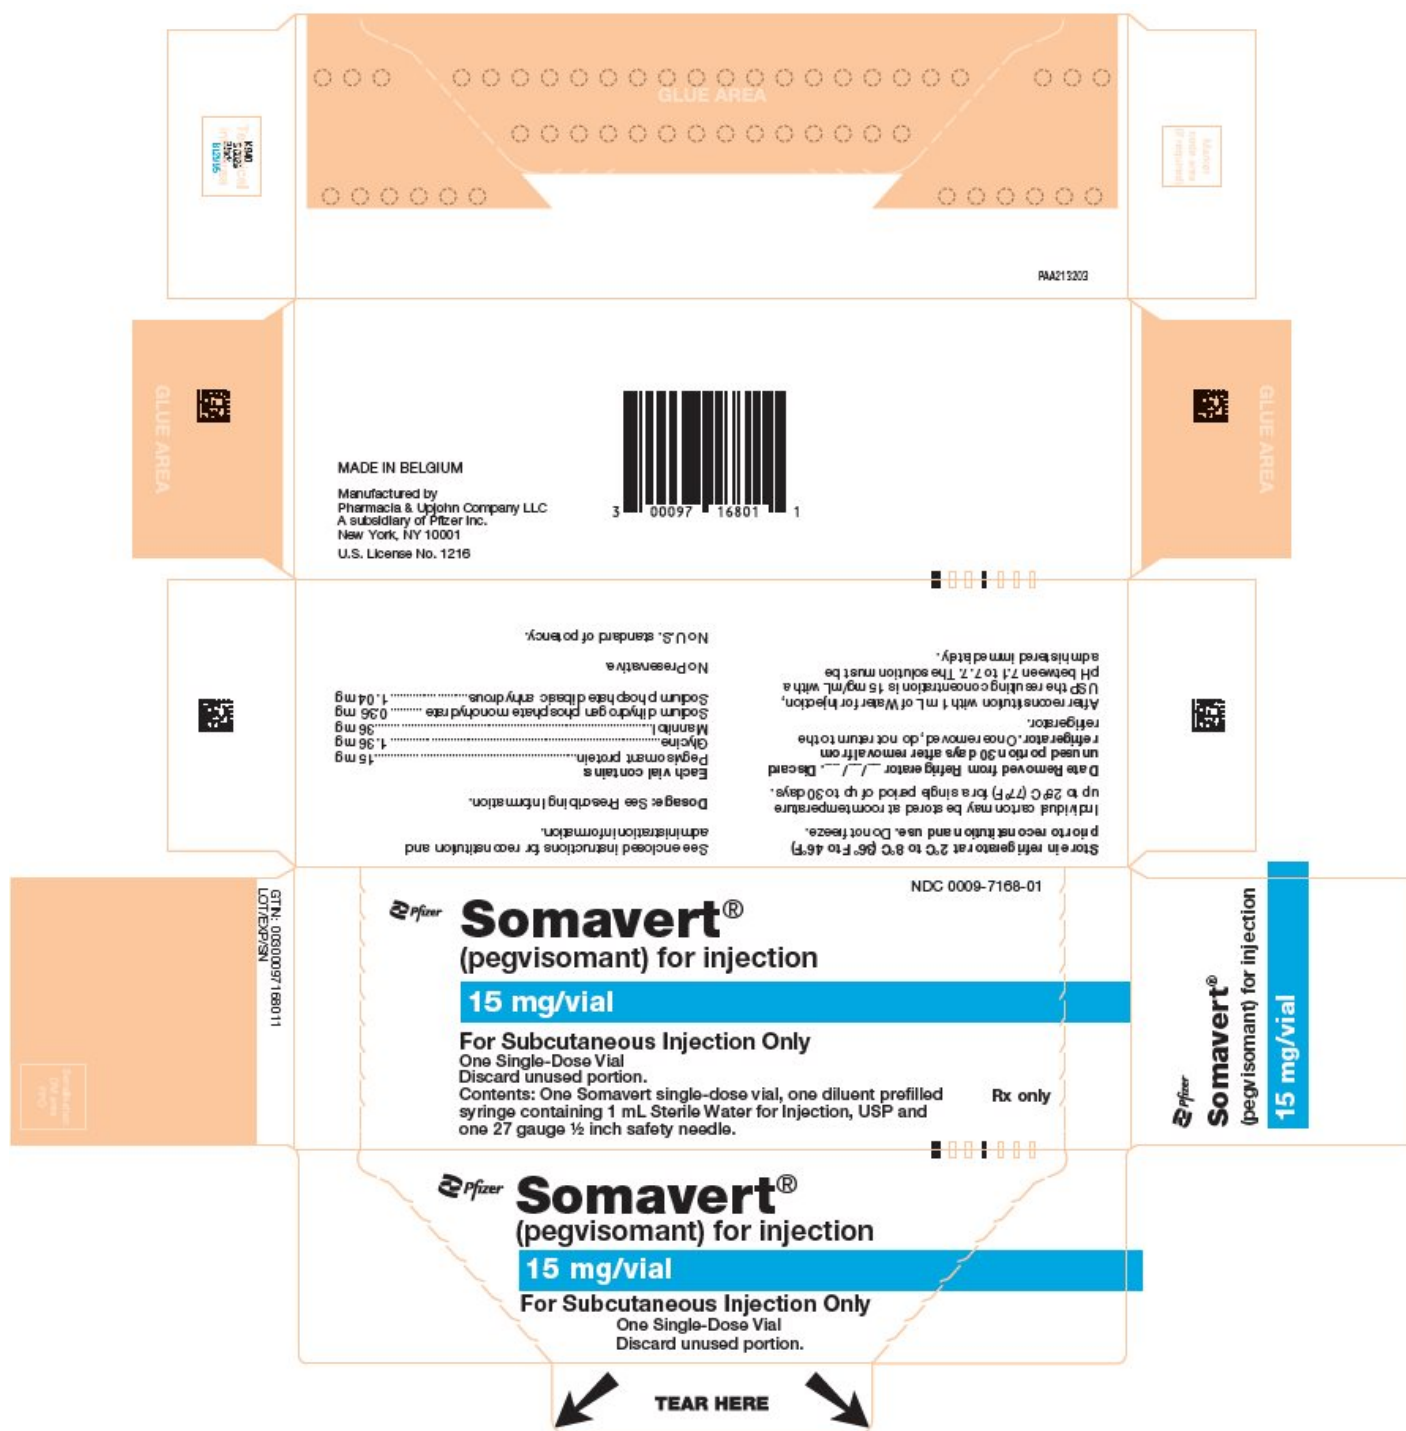 GLUE AREA
K940
Black
PAA213203
GLUE AREA
GLUE AREA
MADE IN BELGIUM
Manufactured by
Pharmacia & Upjohn Company LLC
A subsidiary of Pfizer Inc.
New York, NY 10001
U.S. License No. 1216
3 00097 16801 1
See enclosed instructions for reconstitution and
administration information.
Dosage: See Prescribing Information.
Each vial contains
Pegvisomant protein..........15 mg
Glycine..........1.36 mg
Mannitol..........36 mg
Sodium dihydrogen phosphate monohydrate ........0.36 mg
Sodium phosphate dibasic anhydrous..........1.04 mg
No Preservative
No U.S. standard of potency.
Store in refrigerator at 2°C to 8°C (36°F to 46°F)
prior to reconstitution and use. Do not freeze.
Individual carton may be stored at room temperature
up to 25°C (77°F) for a single period of up to 30 days.
Date Removed from Refrigerator __/__/__. Discard
unused portion 30 days after removal from
refrigerator. Once removed, do not return to the
refrigerator.
After reconstitution with 1 mL of Water for Injection,
USP the resulting concentration is 15 mg/mL with a
pH between 7.1 to 7.7. The solution must be
administered immediately.
GTIN: 00300097168011
LOT/EXP/SN
NDC 0009-7168-01
Pfizer
Somavert®
(pegvisomant) for injection
15 mg/vial
For Subcutaneous Injection Only
One Single-Dose Vial
Discard unused portion.
Contents: One Somavert single-dose vial, one diluent prefilled
syringe containing 1 mL Sterile Water for Injection, USP and
one 27 gauge ½ inch safety needle.
Rx only
Pfizer
Somavert®
(pegvisomant) for injection
15 mg/vial
Pfizer
Somavert®
(pegvisomant) for injection
15 mg/vial
For Subcutaneous Injection Only
One Single-Dose Vial
Discard unused portion.
TEAR HERE